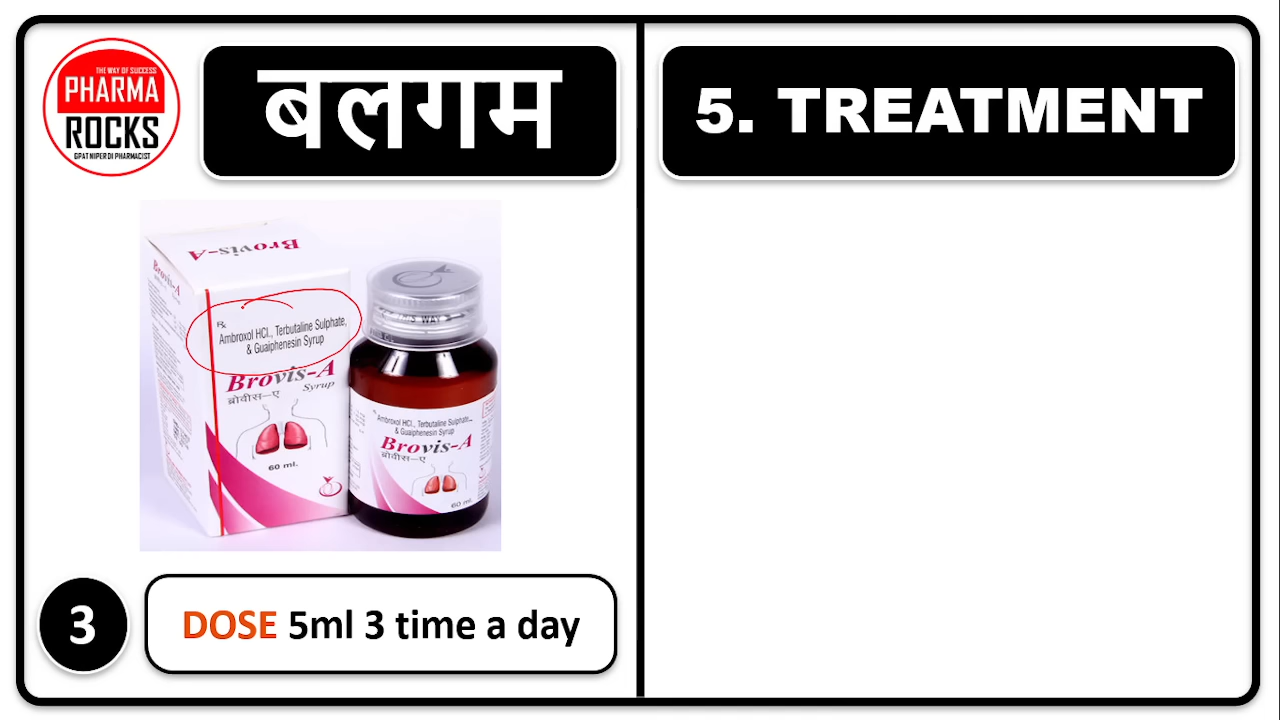 THE WAY OF SUCCESS
PHARMA
ROCKS
GPAT NIPER DI PHARMACIST
बलगम
5. TREATMENT
Brovis-A
Brovis-A
Rx
Ambroxol HCl., Terbutaline Sulphate,
& Guaiphenesin Syrup
Brovis-A
Syrup
ब्रोवीस-ए
60 ml.
WAY
Ambroxol HCl., Terbutaline Sulphate,
& Guaiphenesin Syrup
Brovis-A
ब्रोवीस-ए
60 ml.
3
DOSE 5ml 3 time a day